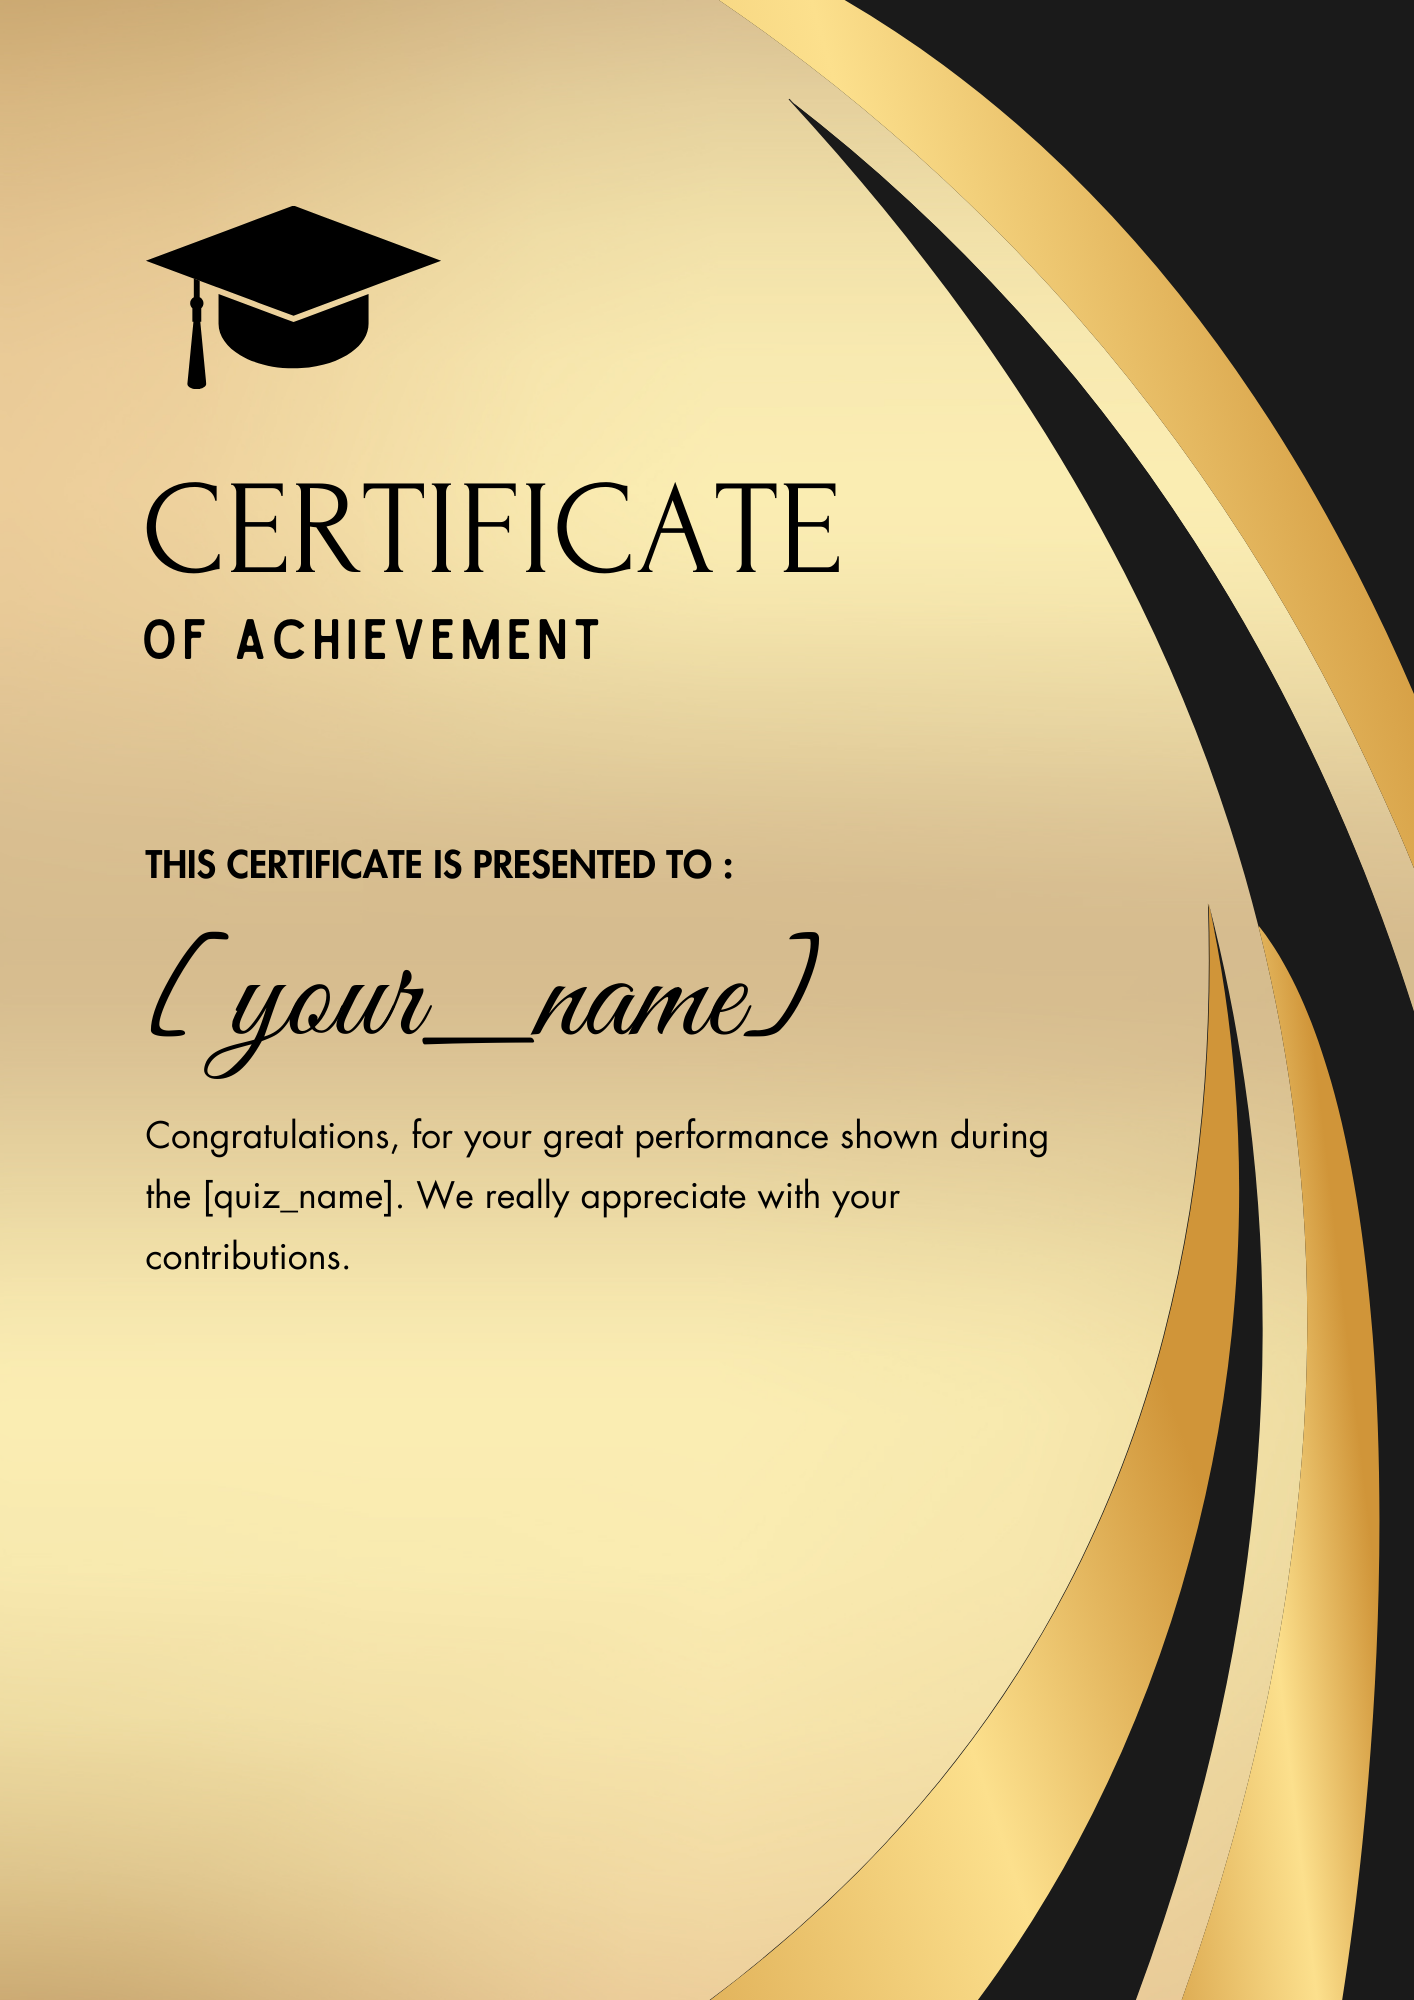 CERTIFICATE
OF ACHIEVEMENT
THIS CERTIFICATE IS PRESENTED TO :
[your_name]
Congratulations, for your great performance shown during
the [quiz_name]. We really appreciate with your
contributions.